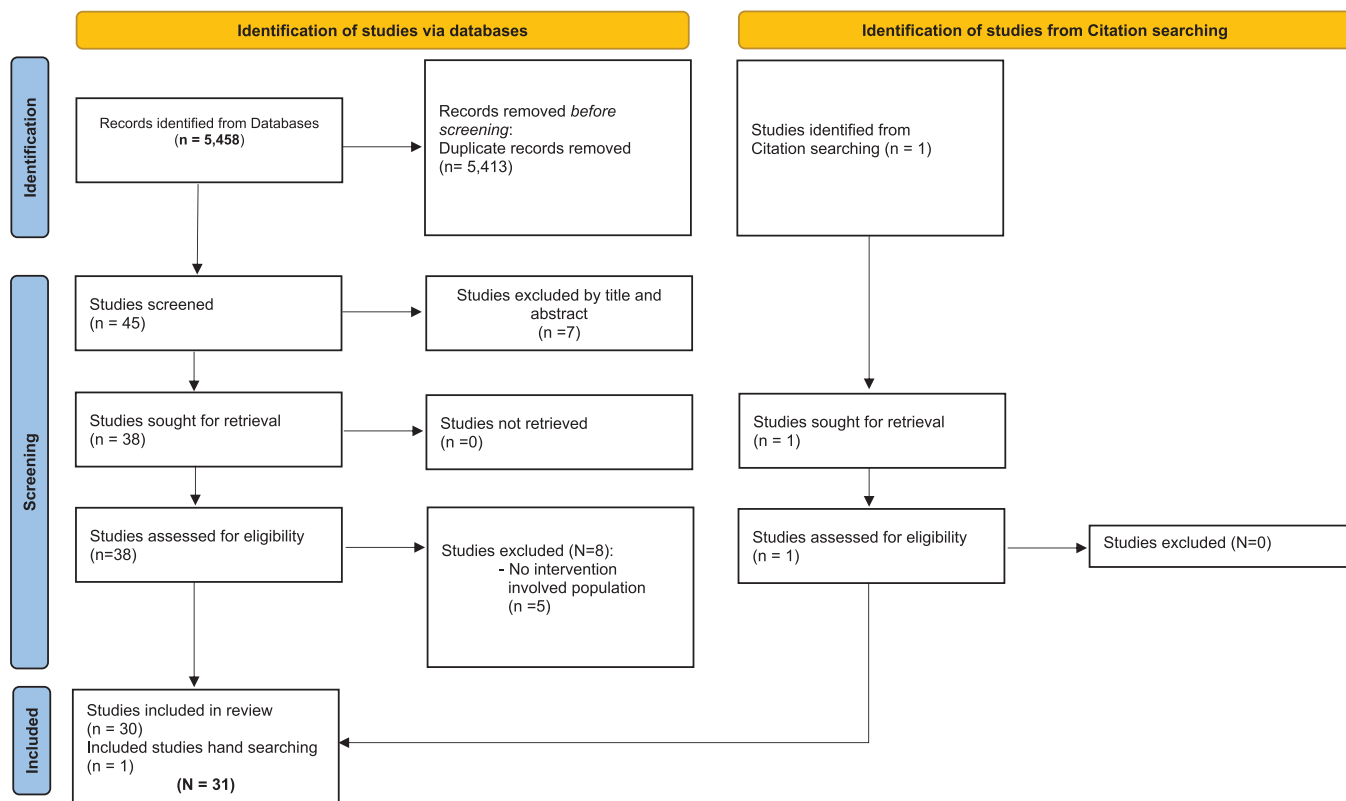 Identification of studies via databases
Identification of studies from Citation searching
Identification
Records identified from Databases
(n = 5,458)
Records removed before
screening:
Duplicate records removed
(n= 5,413)
Studies identified from
Citation searching (n = 1)
Screening
Studies screened
(n = 45)
Studies excluded by title and
abstract
(n =7)
Studies sought for retrieval
(n = 38)
Studies not retrieved
(n =0)
Studies sought for retrieval
(n = 1)
Studies assessed for eligibility
(n=38)
Studies excluded (N=8):
- No intervention
involved population
(n =5)
Studies assessed for eligibility
(n = 1)
Studies excluded (N=0)
Included
Studies included in review
(n = 30)
Included studies hand searching
(n = 1)
(N = 31)